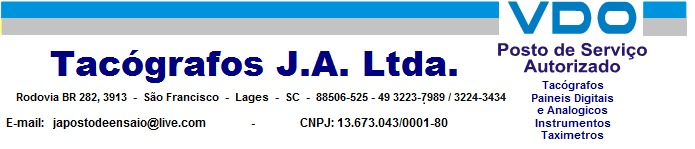 VDO
Tacógrafos J.A. Ltda.
Posto de Serviço
Autorizado
Rodovia BR 282, 3913 - São Francisco - Lages - SC - 88506-525 - 49 3223-7989 / 3224-3434
E-mail: japostodeensaio@live.com - CNPJ: 13.673.043/0001-80
Tacógrafos
Paineis Digitais
e Analogicos
Instrumentos
Taximetros